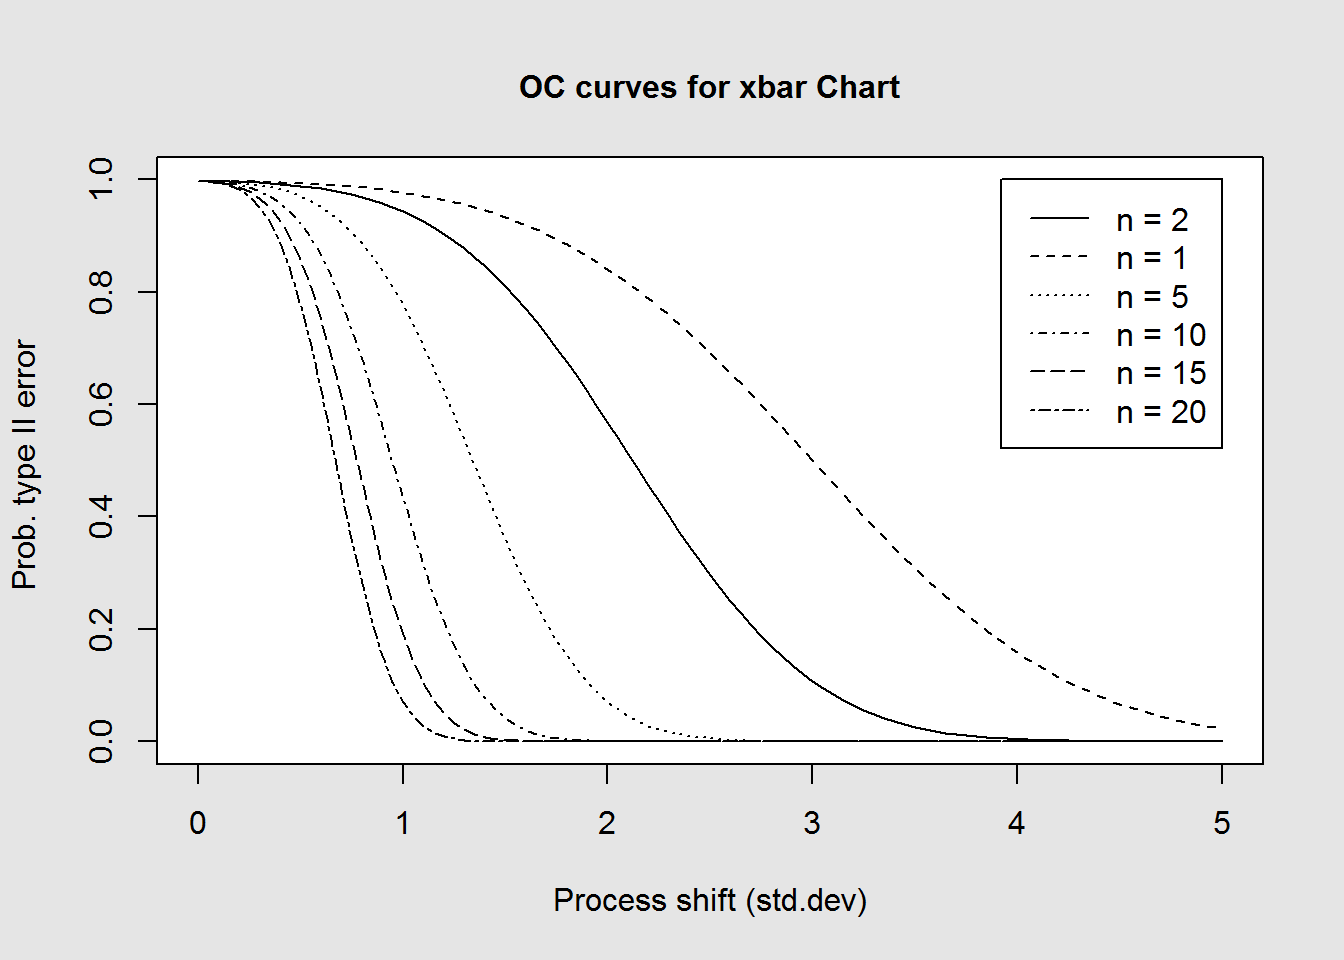 OC curves for xbar Chart
n = 2
n = 1
n = 5
n = 10
n = 15
n = 20
Prob. type II error
1.0
0.8
0.6
0.4
0.2
0.0
0 1 2 3 4 5
Process shift (std.dev)